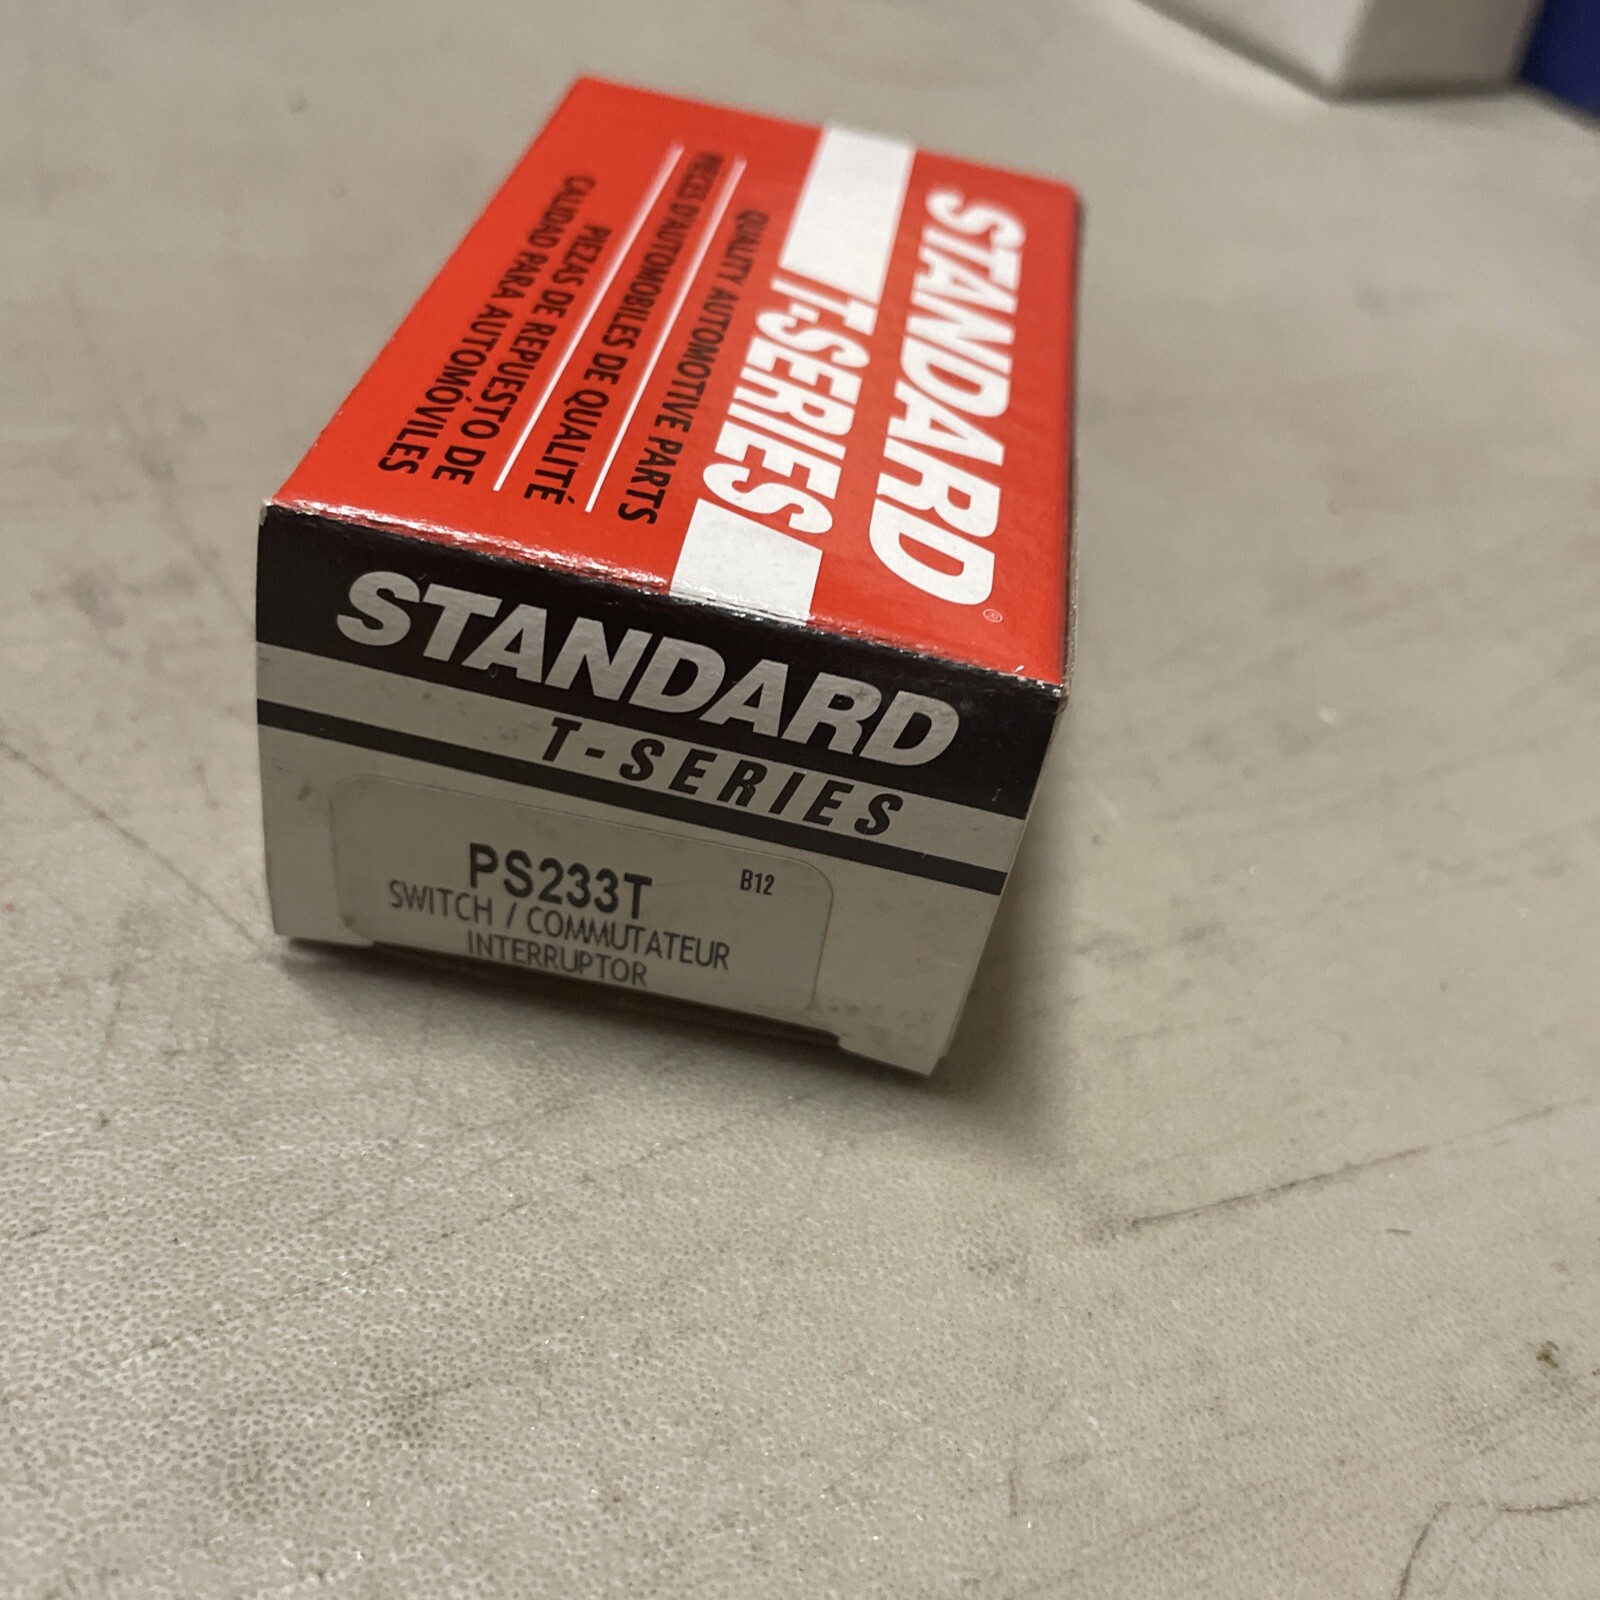 STANDARD®
T-SERIES
QUALITY AUTOMOTIVE PARTS
PIÈCES D'AUTOMOBILES DE QUALITÉ
PIEZAS DE REPUESTO DE
CALIDAD PARA AUTOMÓVILES
STANDARD
T-SERIES
PS233T B12
SWITCH / COMMUTATEUR
INTERRUPTOR